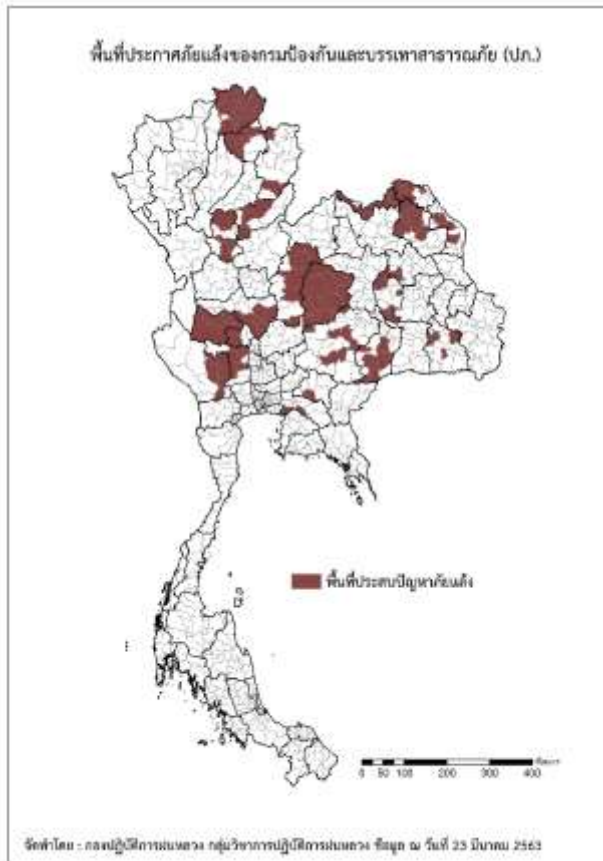 พื้นที่ประกาศภัยแล้งของกรมป้องกันและบรรเทาสาธารณภัย (ปภ.)
พื้นที่ประสบปัญหาภัยแล้ง
0 50 100 200 300 400
จัดทำโดย : กองปฏิบัติการฝนหลวง กลุ่มวิชาการปฏิบัติการฝนหลวง ข้อมูล ณ วันที่ 23 มีนาคม 2563